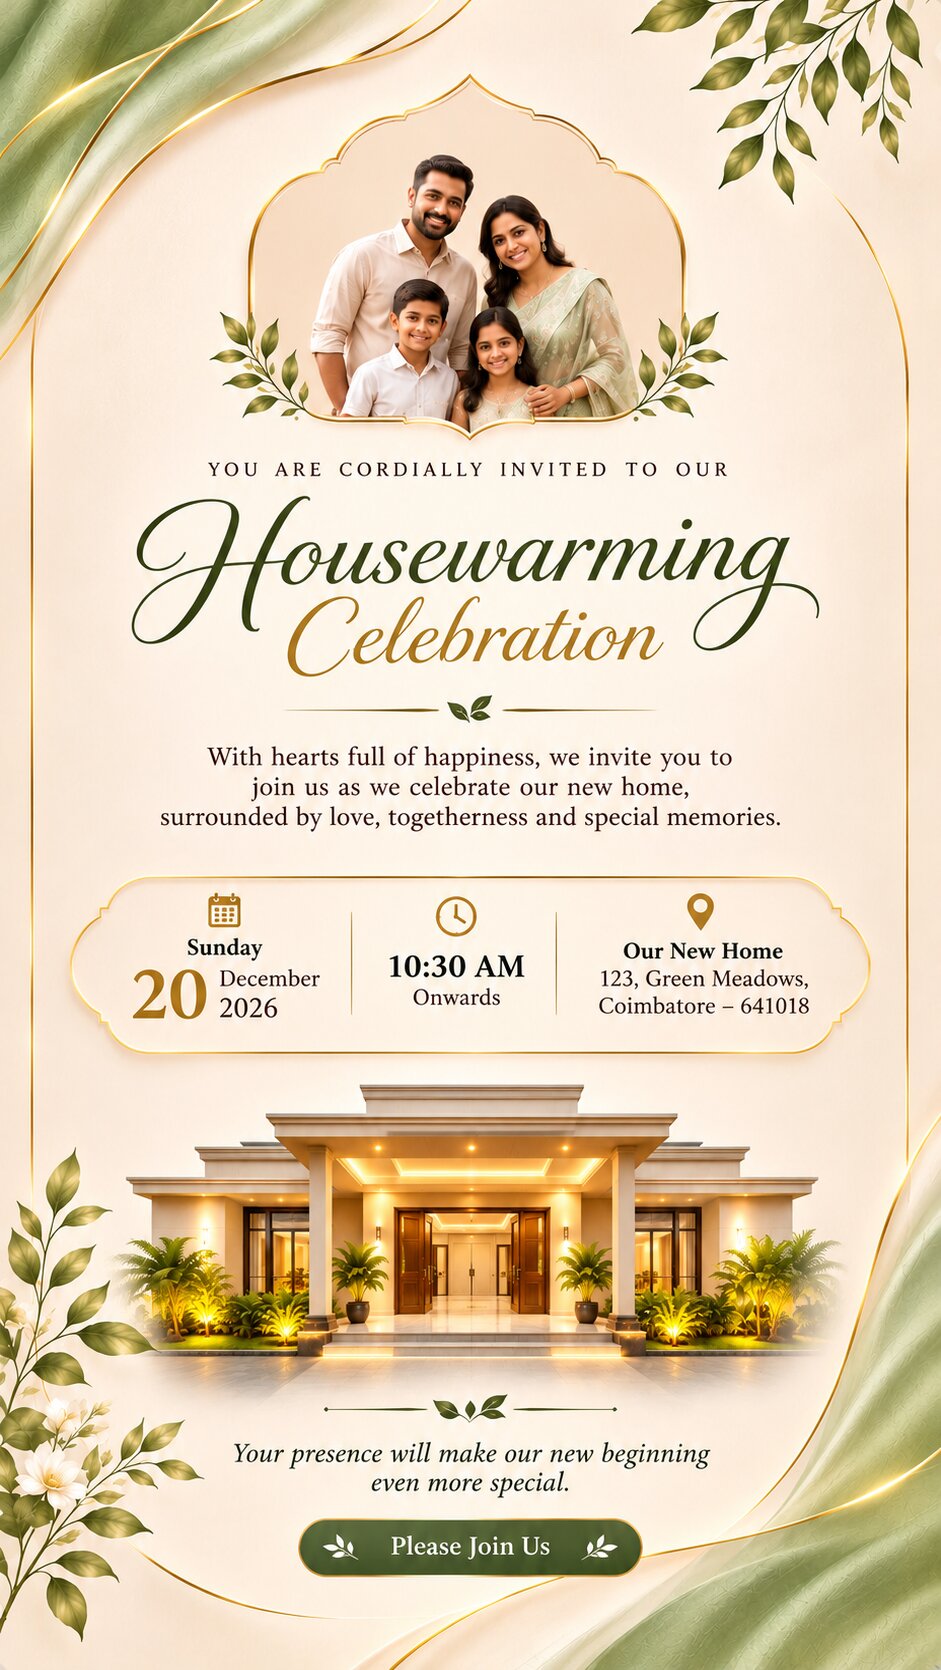 YOU ARE CORDIALLY INVITED TO OUR
Housewarming
Celebration
With hearts full of happiness, we invite you to
join us as we celebrate our new home,
surrounded by love, togetherness and special memories.
Sunday
20 December
2026
10:30 AM
Onwards
Our New Home
123, Green Meadows,
Coimbatore – 641018
Your presence will make our new beginning
even more special.
Please Join Us